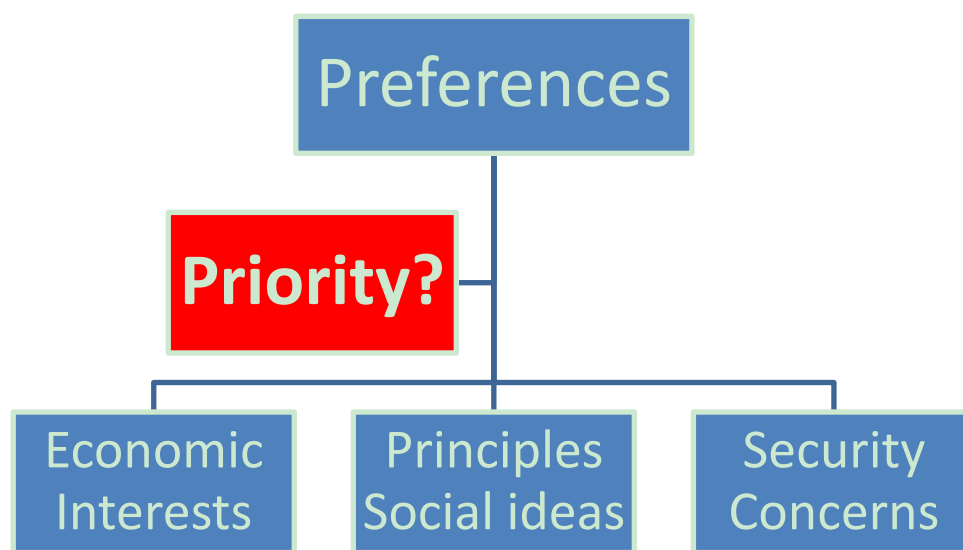 Preferences
Priority?
Economic
Interests
Principles
Social ideas
Security
Concerns